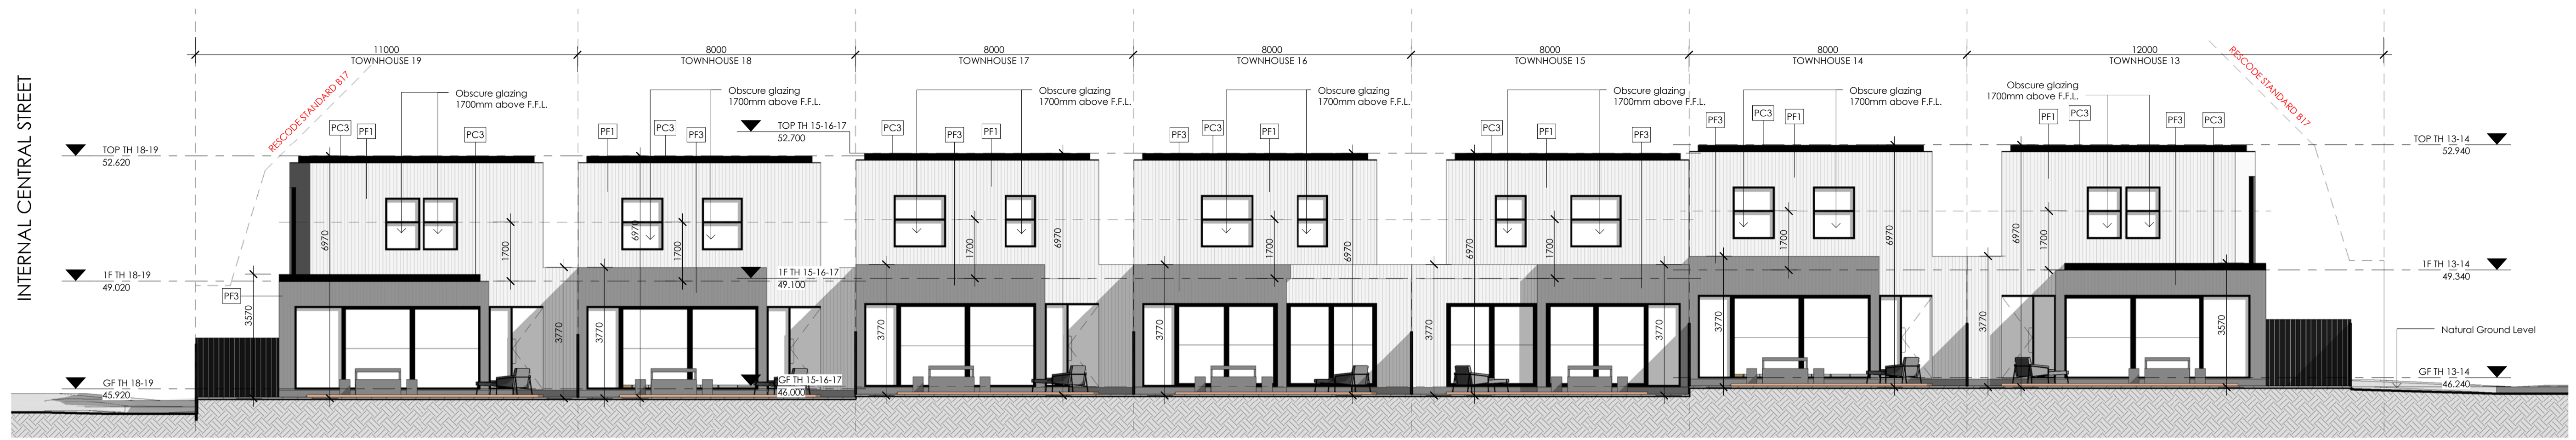 INTERNAL CENTRAL STREET
11000
TOWNHOUSE 19
8000
TOWNHOUSE 18
8000
TOWNHOUSE 17
8000
TOWNHOUSE 16
8000
TOWNHOUSE 15
8000
TOWNHOUSE 14
12000
TOWNHOUSE 13
RESCODE STANDARD B17
RESCODE STANDARD B17
Obscure glazing
1700mm above F.F.L.
Obscure glazing
1700mm above F.F.L.
Obscure glazing
1700mm above F.F.L.
Obscure glazing
1700mm above F.F.L.
Obscure glazing
1700mm above F.F.L.
Obscure glazing
1700mm above F.F.L.
Obscure glazing
1700mm above F.F.L.
PC3
PF1
PC3
PF1
PC3
PF3
PC3
PF3
PF1
PF3
PC3
PF1
PC3
PF1
PF3
PF3
PC3
PF1
PF1
PC3
PF3
PC3
TOP TH 18-19
52.620
TOP TH 15-16-17
52.700
TOP TH 13-14
52.940
6970
1700
6970
1700
1700
6970
1700
6970
6970
1700
1700
6970
6970
1700
1F TH 18-19
49.020
1F TH 15-16-17
49.100
1F TH 13-14
49.340
PF3
3570
3770
3770
3770
3770
3770
3770
3770
3770
3570
Natural Ground Level
GF TH 18-19
45.920
GF TH 15-16-17
46.000
GF TH 13-14
46.240